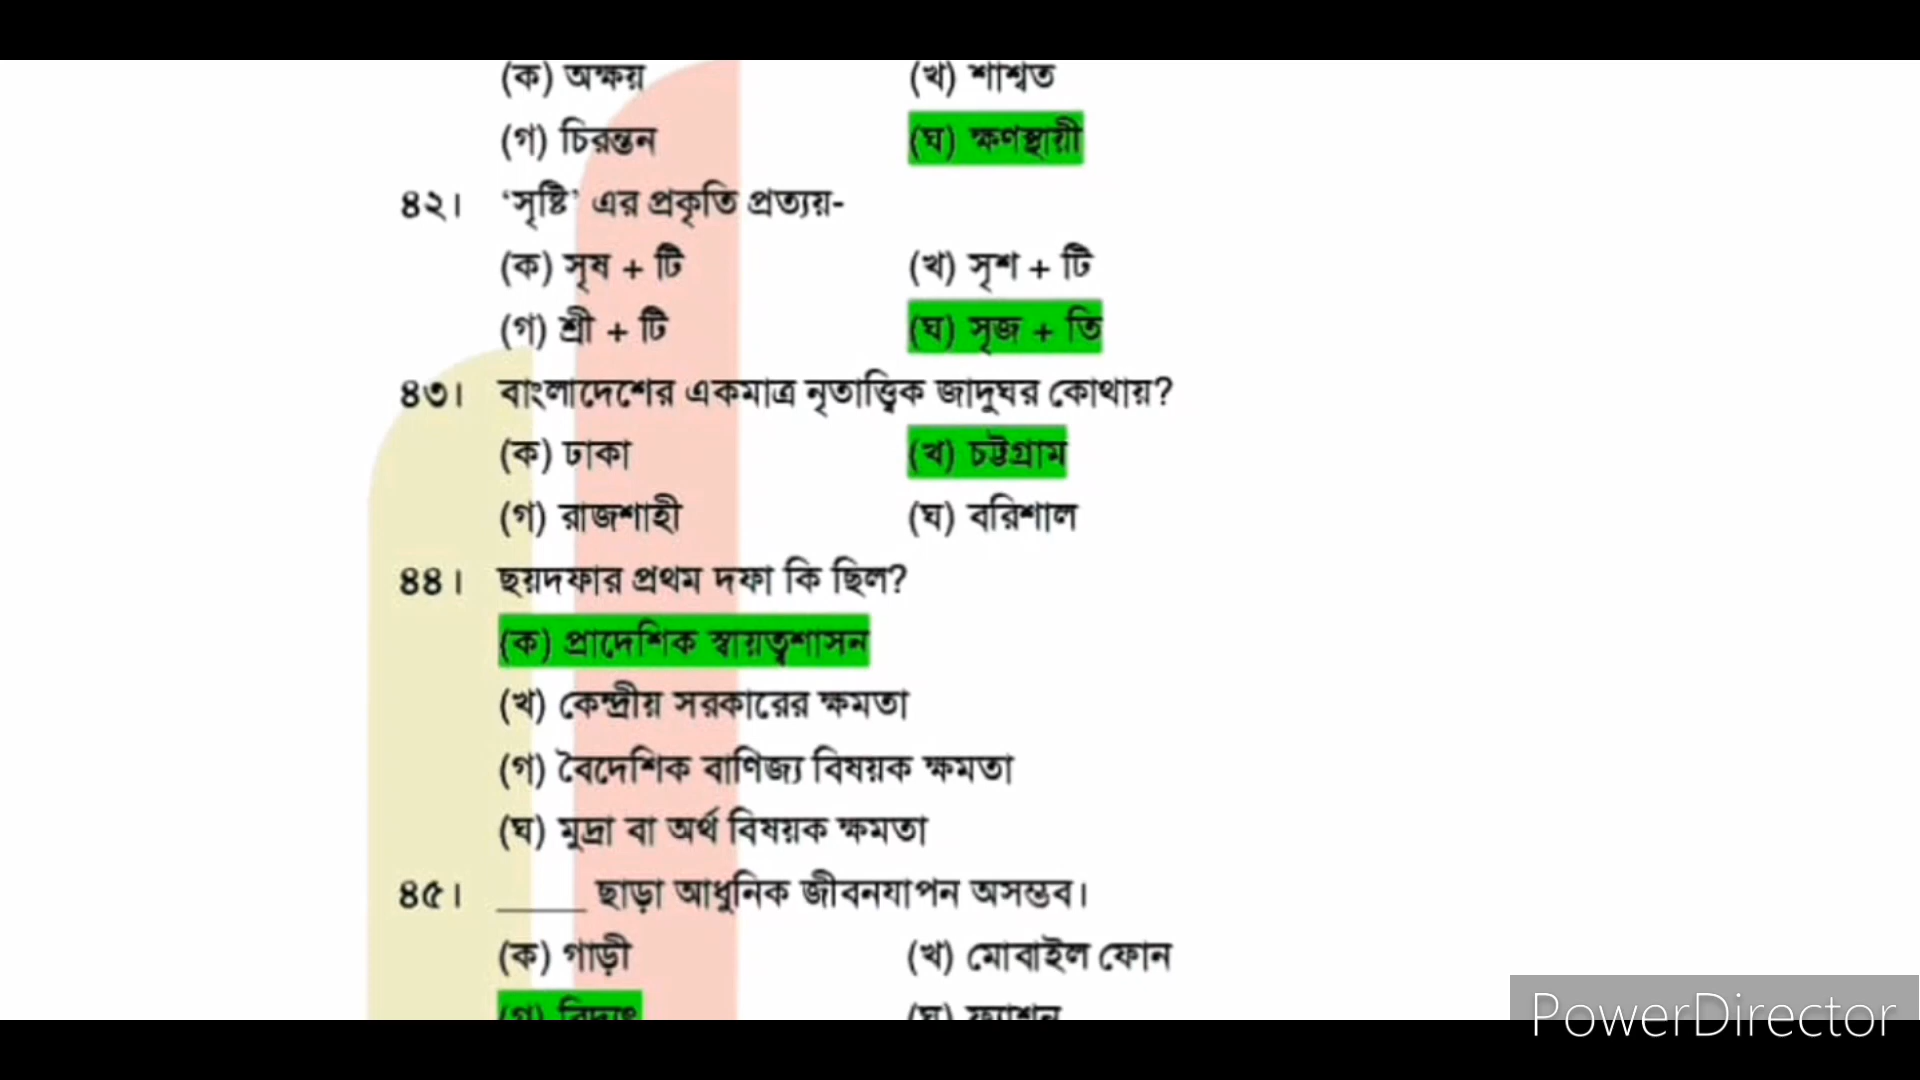 (ক) অক্ষয় (খ) শাশ্বত
(গ) চিরন্তন (ঘ) ক্ষণস্থায়ী
৪২। ‘সৃষ্টি’ এর প্রকৃতি প্রত্যয়-
(ক) সৃষ + টি (খ) সৃশ + টি
(গ) শ্রী + টি (ঘ) সৃজ + তি
৪৩। বাংলাদেশের একমাত্র নৃতাত্ত্বিক জাদুঘর কোথায়?
(ক) ঢাকা (খ) চট্টগ্রাম
(গ) রাজশাহী (ঘ) বরিশাল
৪৪। ছয়দফার প্রথম দফা কি ছিল?
(ক) প্রাদেশিক স্বায়ত্ত্বশাসন
(খ) কেন্দ্রীয় সরকারের ক্ষমতা
(গ) বৈদেশিক বাণিজ্য বিষয়ক ক্ষমতা
(ঘ) মুদ্রা বা অর্থ বিষয়ক ক্ষমতা
৪৫। _____ ছাড়া আধুনিক জীবনযাপন অসম্ভব।
(ক) গাড়ী (খ) মোবাইল ফোন
(গ) বিদ্যুৎ (ঘ) ফ্যাশন
PowerDirector